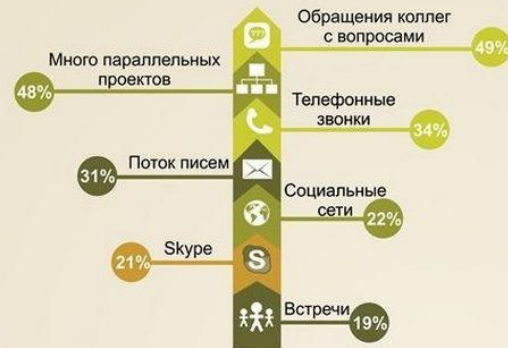 Обращения коллег
с вопросами
49%
Много параллельных
проектов
48%
Телефонные
звонки
34%
Поток писем
31%
Социальные
сети
22%
Skype
21%
S
Встречи
19%